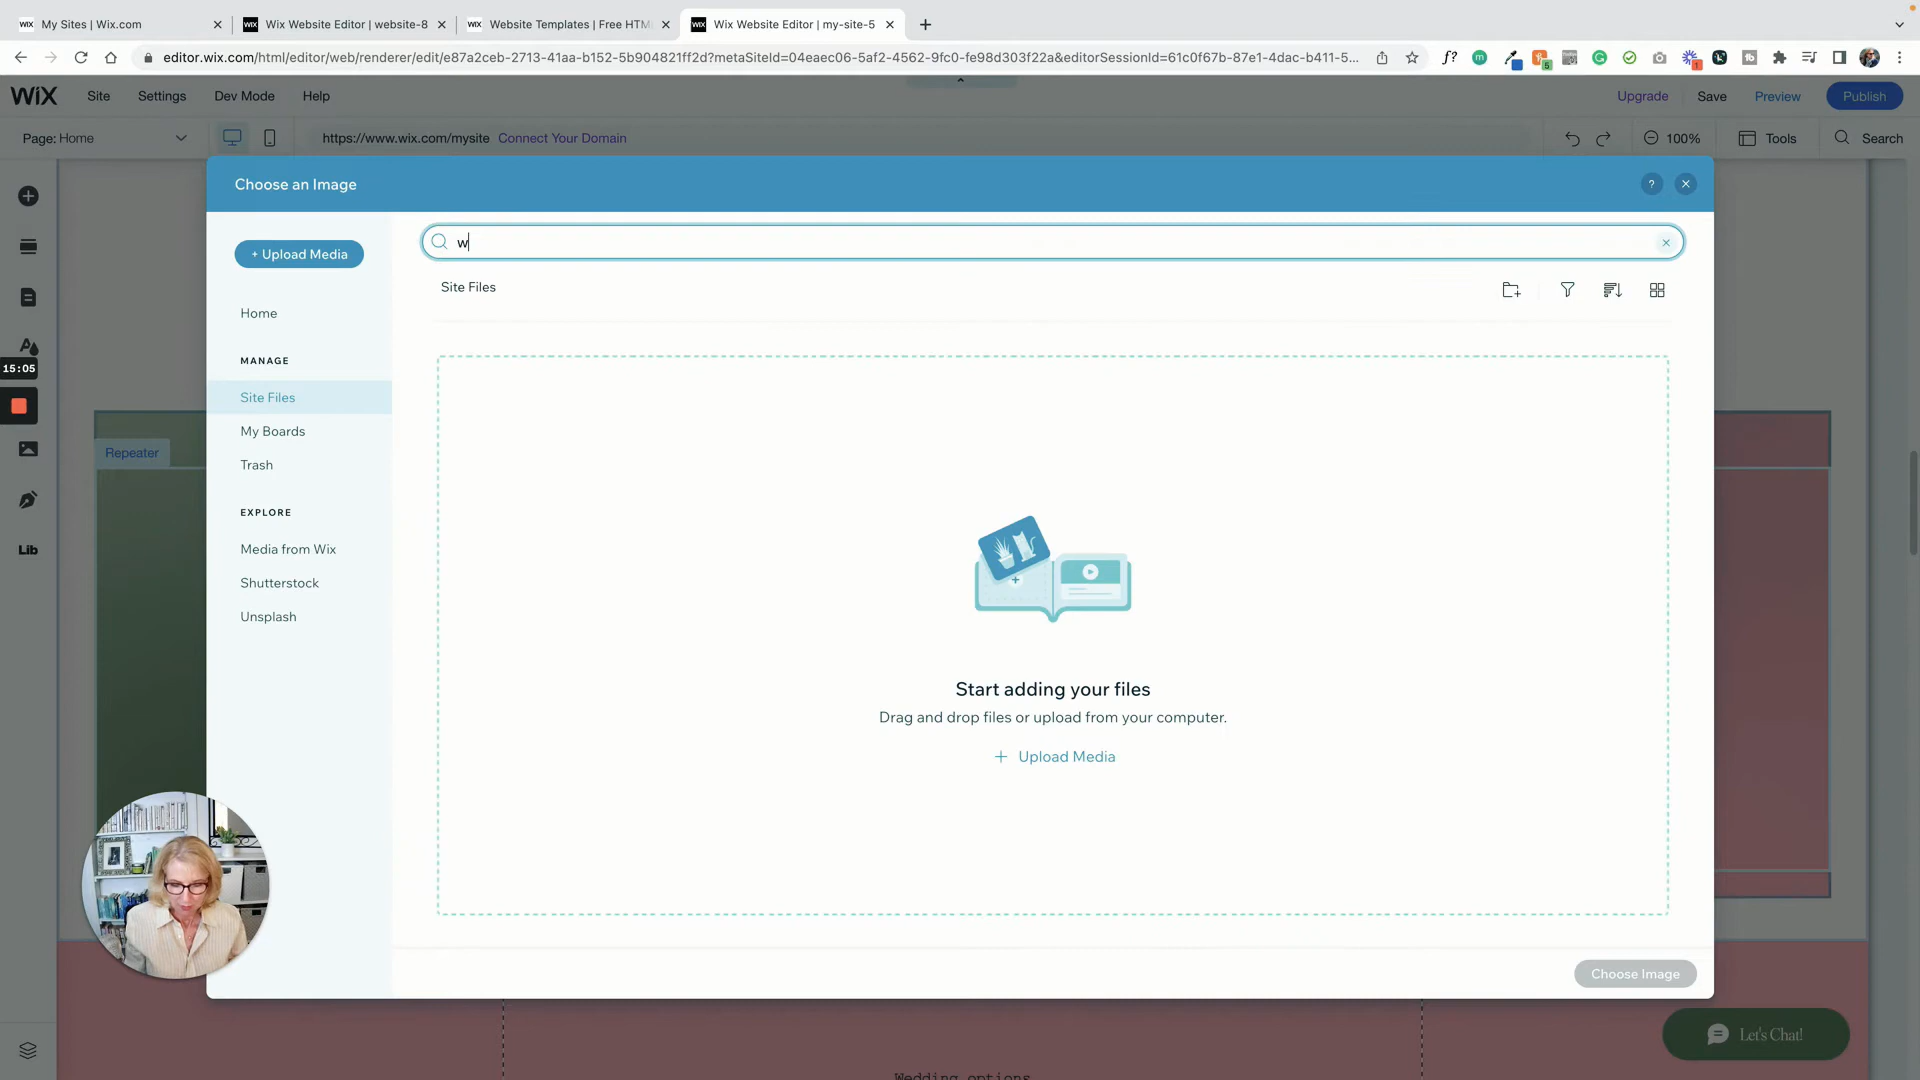 My Sites | Wix.com
Wix Website Editor | website-8
Website Templates | Free HTM
Wix Website Editor | my-site-5
editor.wix.com/html/editor/web/renderer/edit/e87a2ceb-2713-41aa-b152-5b904821ff2d?metaSiteId=04eaec06-5af2-4562-9fc0-fe98d303f22a&editorSessionId=61c0f67b-87e1-4dac-b411-5...
WIX
Site
Settings
Dev Mode
Help
Upgrade
Save
Preview
Publish
Page: Home
https://www.wix.com/mysite
Connect Your Domain
100%
Tools
Search
Choose an Image
?
+ Upload Media
w
Site Files
Home
MANAGE
15:05
Site Files
My Boards
Repeater
Trash
EXPLORE
Lib
Media from Wix
Shutterstock
Unsplash
Start adding your files
Drag and drop files or upload from your computer.
+ Upload Media
Choose Image
Let's Chat!
Wedding options